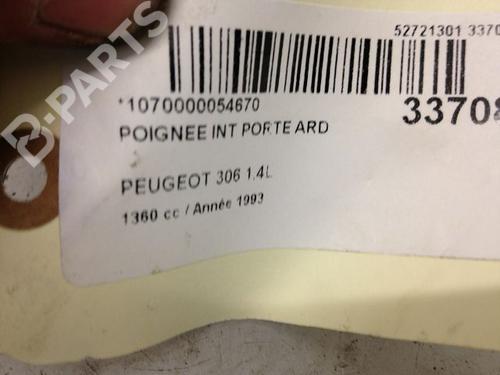 B-PARTS
52721301 3370
*1070000054670
3370
POIGNEE INT PORTE ARD
PEUGEOT 306 1.4L
1360 cc / Année 1993